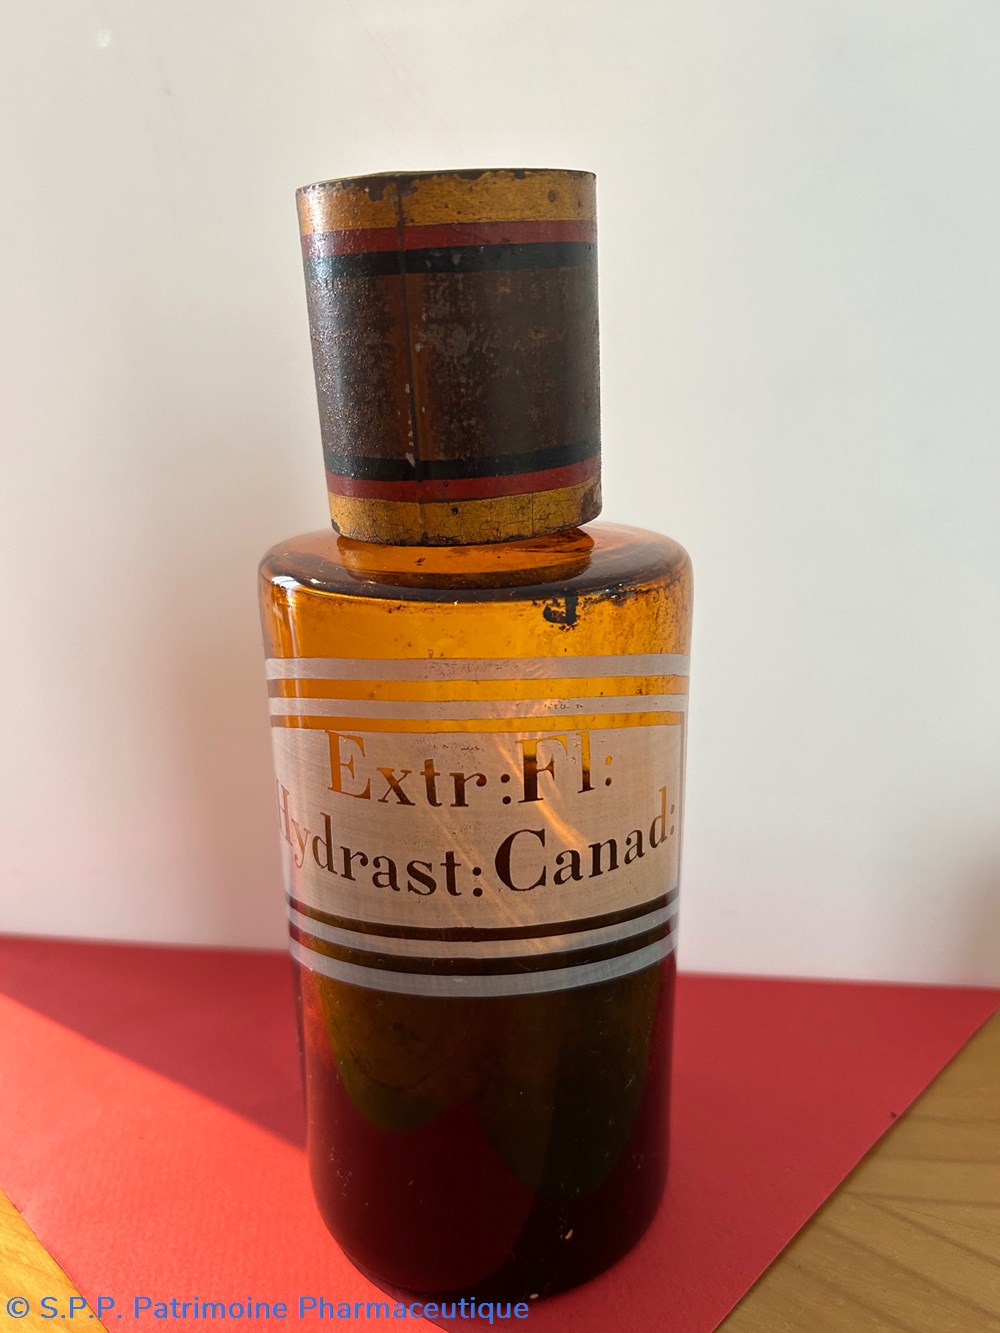 Extr: Fl:
Hydrast: Canad:
© S.P.P. Patrimoine Pharmaceutique